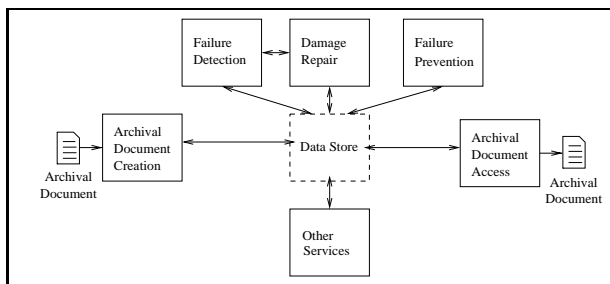 Failure
Detection
Damage
Repair
Failure
Prevention
Archival
Document
Creation
Data Store
Archival
Document
Access
Archival
Document
Archival
Document
Other
Services